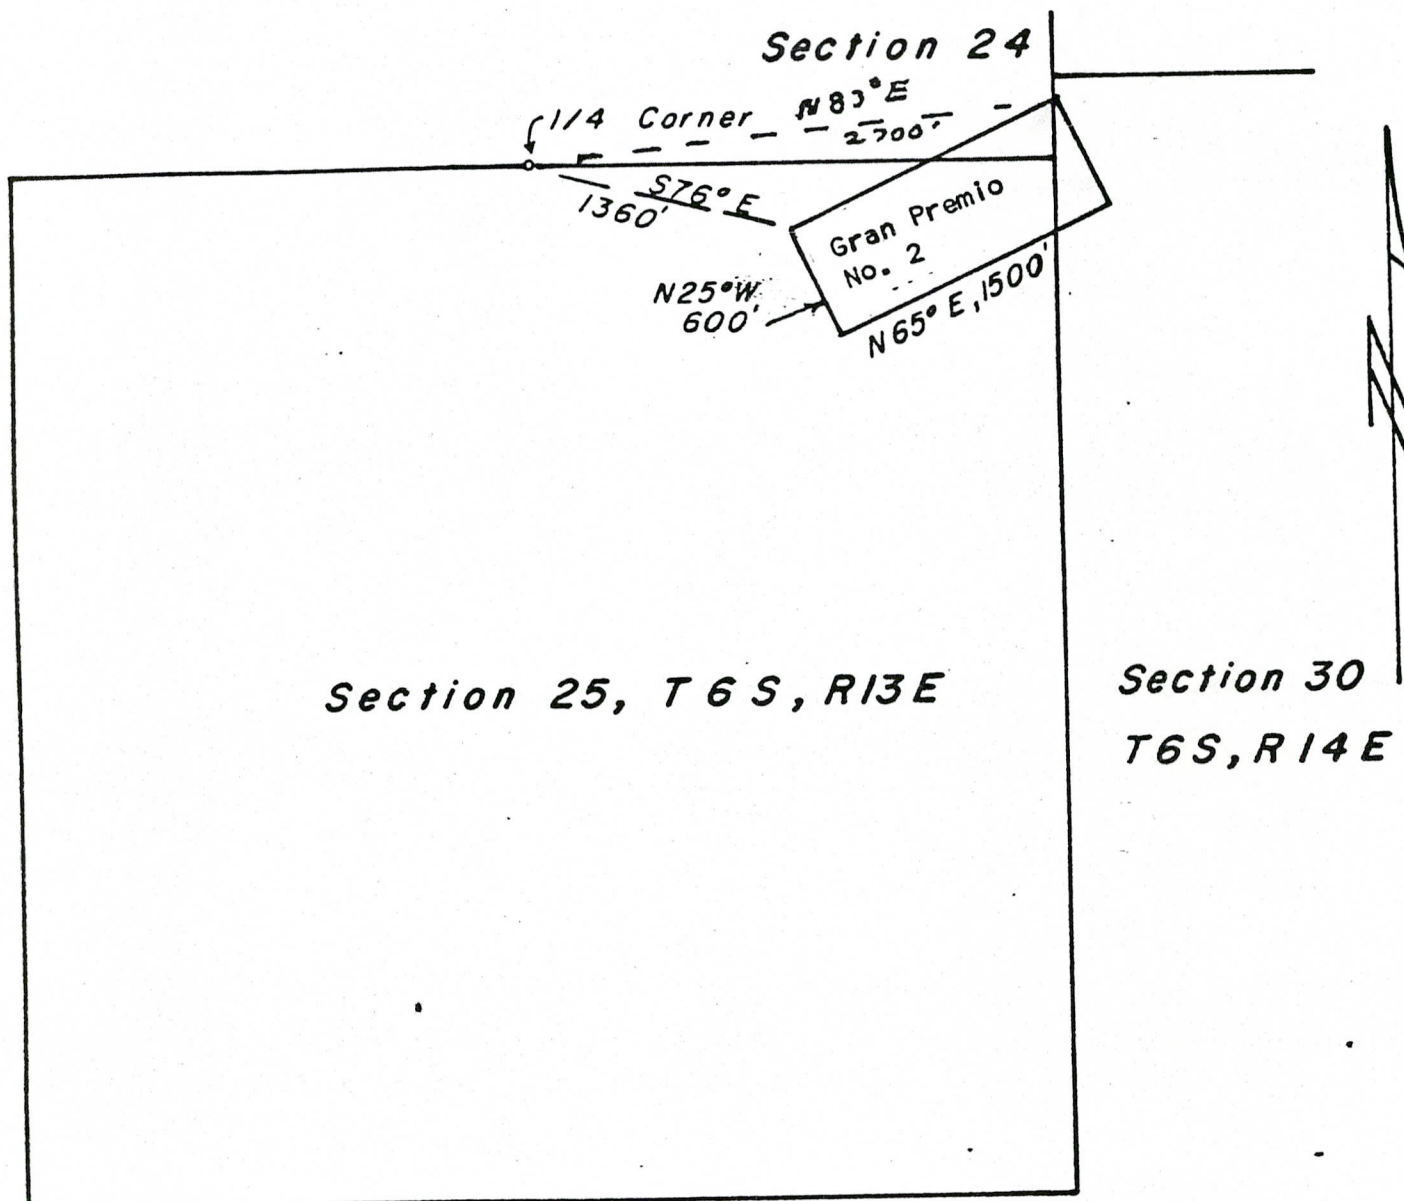 Section 24
1/4 Corner N83°E
2700'
S76°E
1360'
Gran Premio
No. 2
N25°W
600'
N65°E, 1500'
Section 25, T6S, R13E
Section 30
T6S, R14E